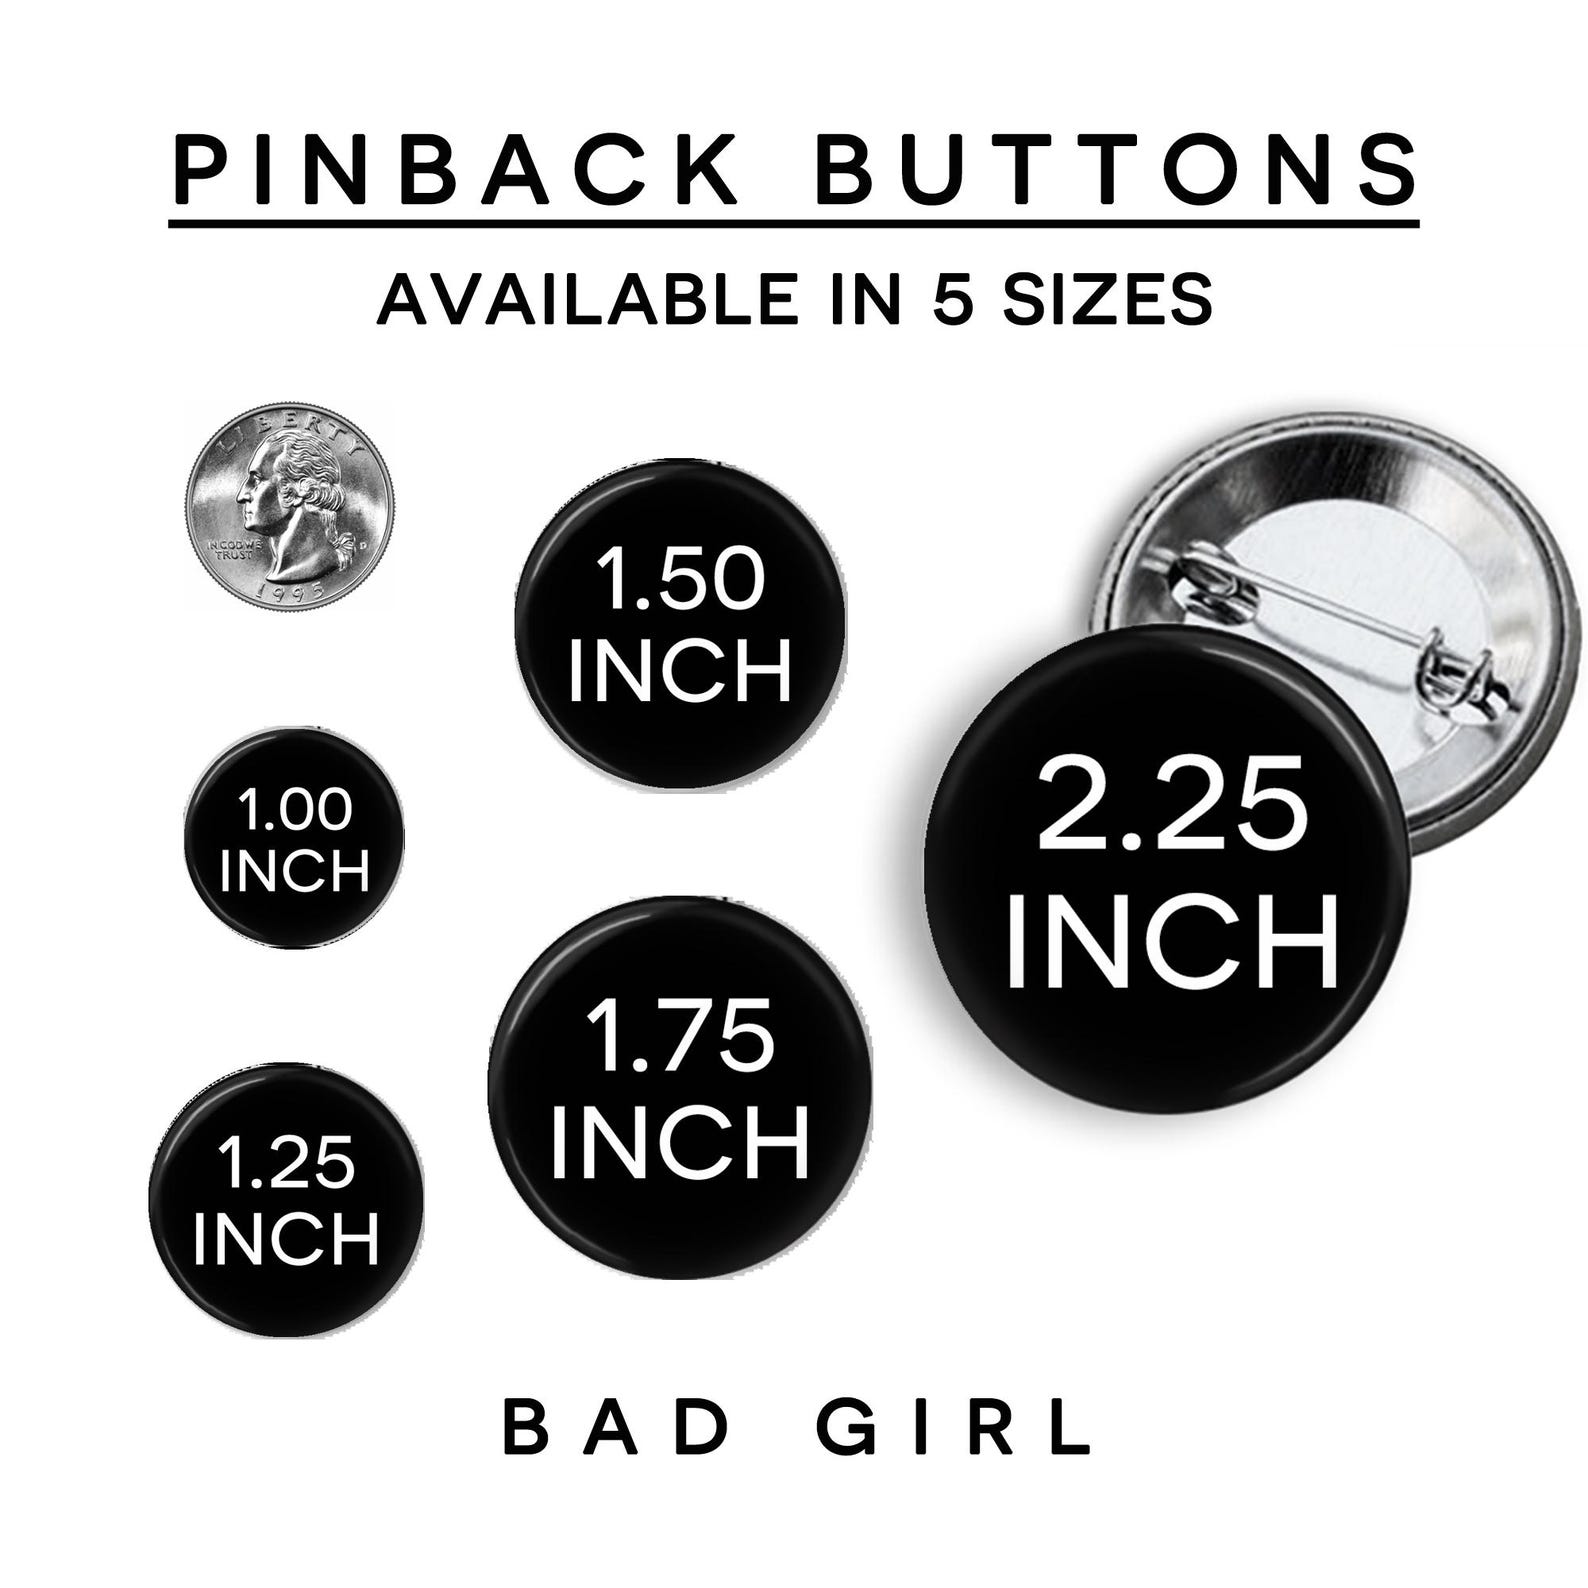 PINBACK BUTTONS
AVAILABLE IN 5 SIZES
LIBERTY
IN GOD WE
TRUST
D
1995
1.50
INCH
2.25
INCH
1.00
INCH
1.75
INCH
1.25
INCH
BAD GIRL